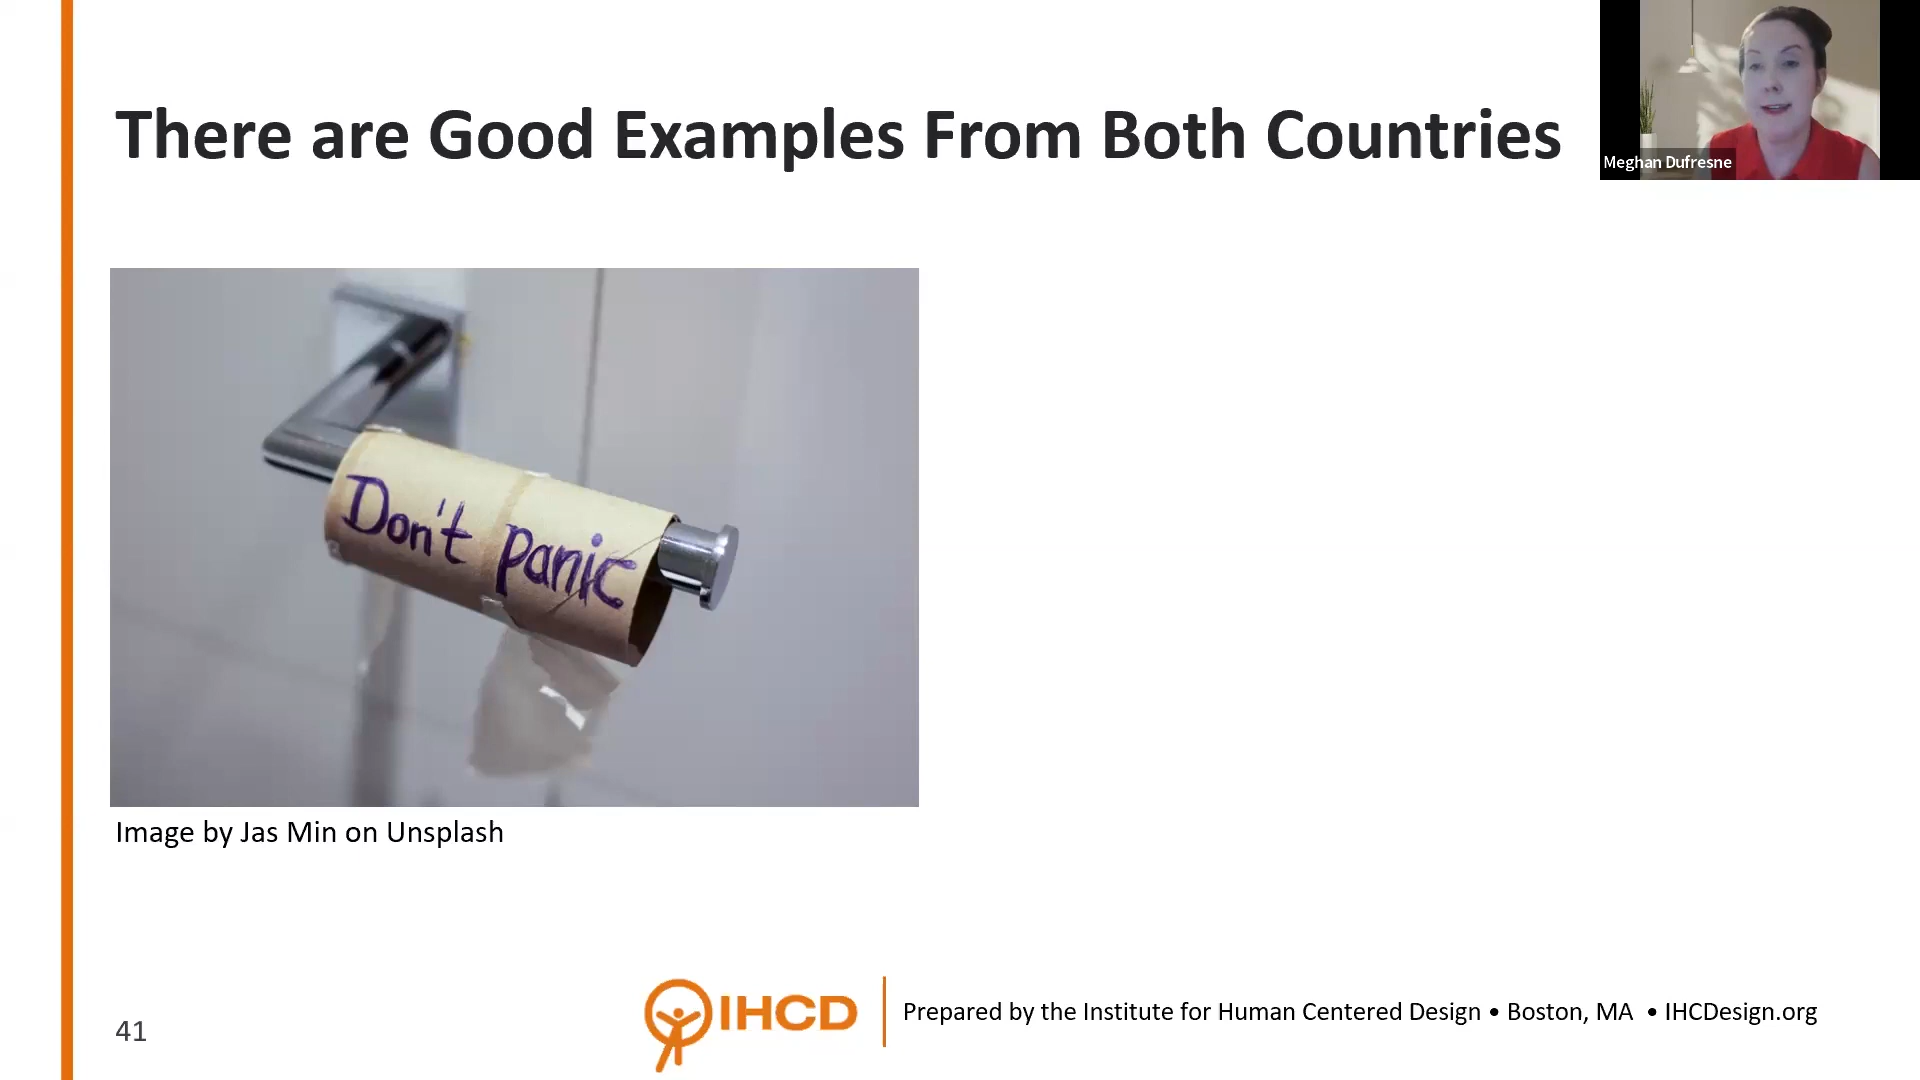 There are Good Examples From Both Countries
Meghan Dufresne
Don't panic
Image by Jas Min on Unsplash
41
IHCD
Prepared by the Institute for Human Centered Design • Boston, MA • IHCDesign.org